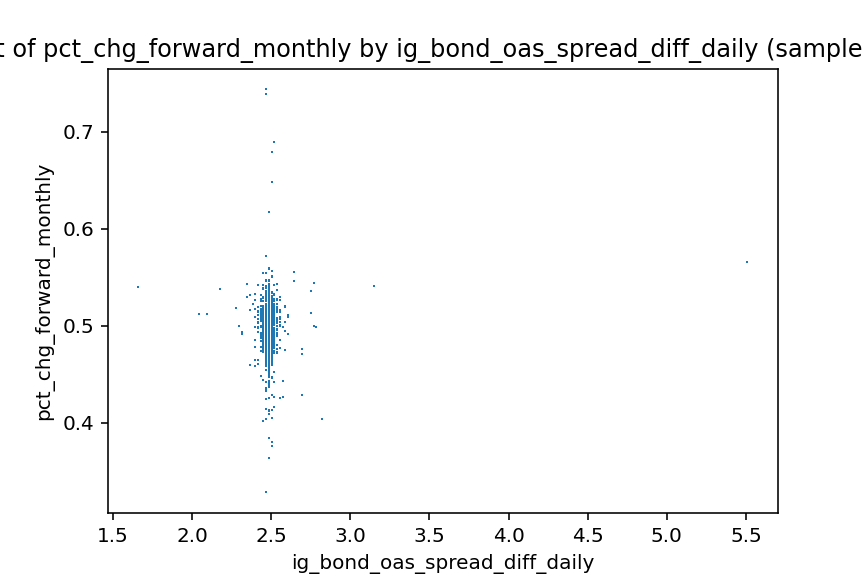 t of pct_chg_forward_monthly by ig_bond_oas_spread_diff_daily (sample
0.7
0.6
0.5
0.4
pct_chg_forward_monthly
1.5 2.0 2.5 3.0 3.5 4.0 4.5 5.0 5.5
ig_bond_oas_spread_diff_daily